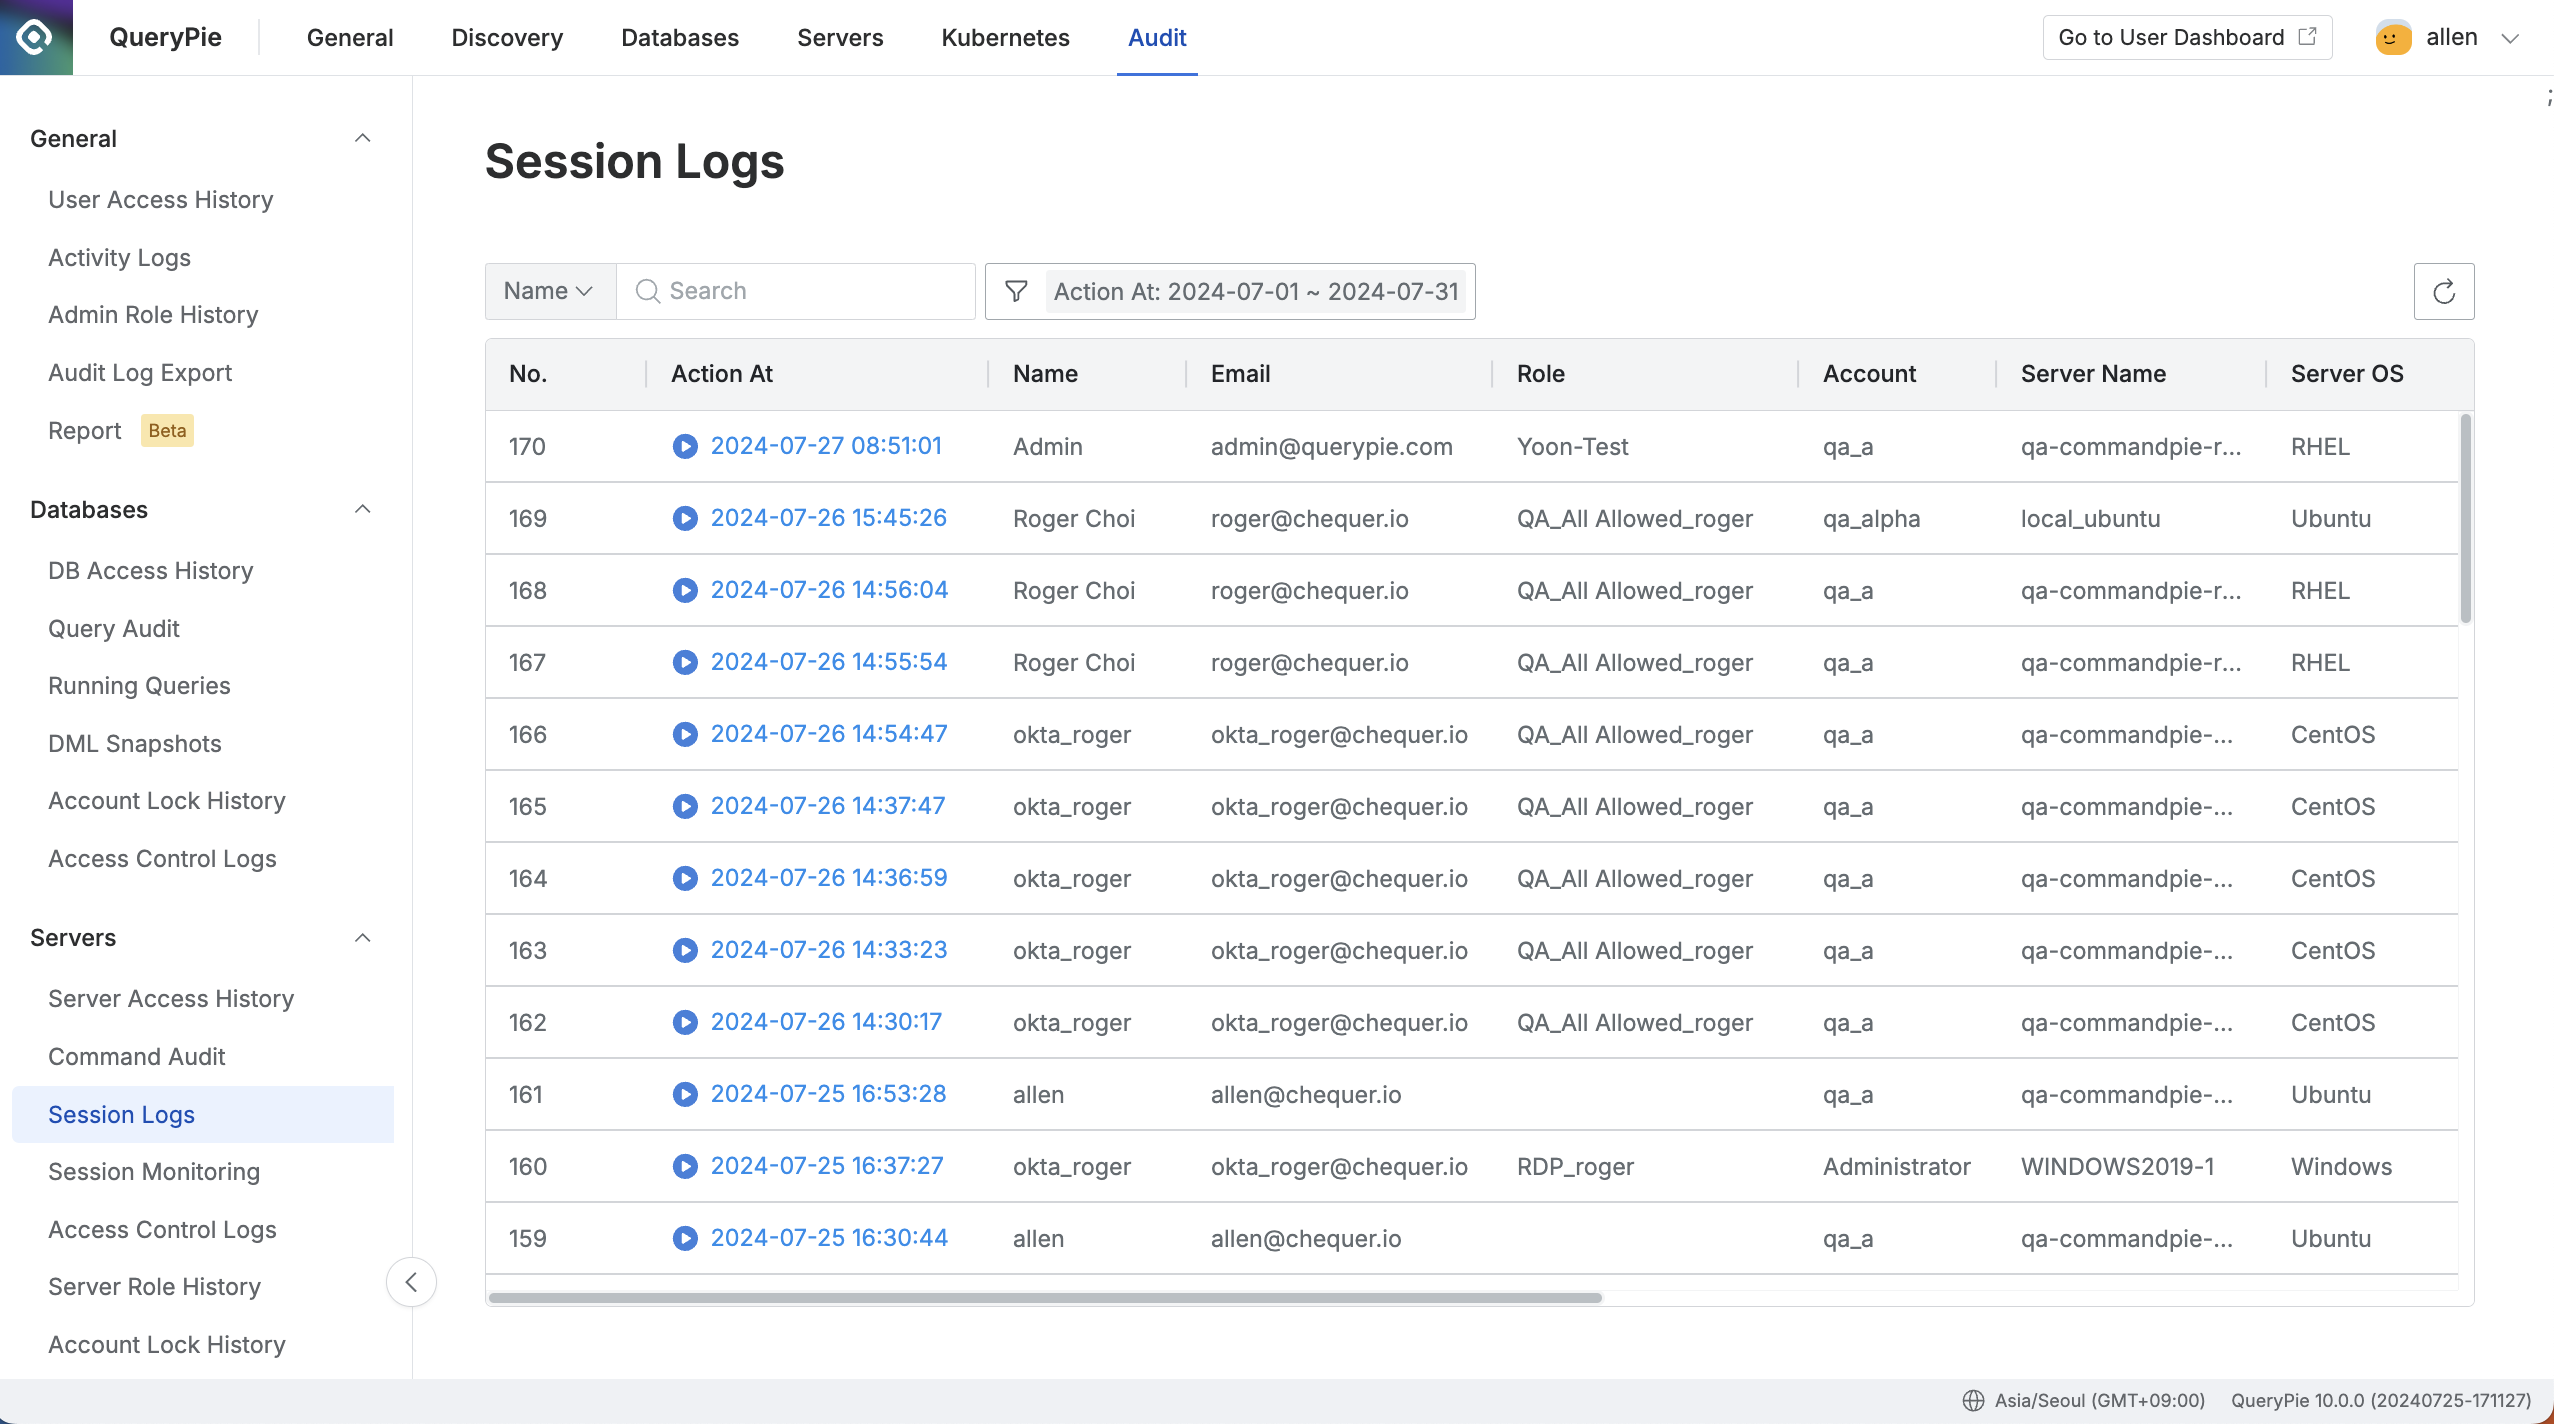 QueryPie General Discovery Databases Servers Kubernetes Audit Go to User Dashboard allen
;
General
User Access History
Activity Logs
Admin Role History
Audit Log Export
Report Beta
Databases
DB Access History
Query Audit
Running Queries
DML Snapshots
Account Lock History
Access Control Logs
Servers
Server Access History
Command Audit
Session Logs
Session Monitoring
Access Control Logs
Server Role History
Account Lock History
Session Logs
Name Search Action At: 2024-07-01 ~ 2024-07-31
No. Action At Name Email Role Account Server Name Server OS
170 2024-07-27 08:51:01 Admin admin@querypie.com Yoon-Test qa_a qa-commandpie-r... RHEL
169 2024-07-26 15:45:26 Roger Choi roger@chequer.io QA_All Allowed_roger qa_alpha local_ubuntu Ubuntu
168 2024-07-26 14:56:04 Roger Choi roger@chequer.io QA_All Allowed_roger qa_a qa-commandpie-r... RHEL
167 2024-07-26 14:55:54 Roger Choi roger@chequer.io QA_All Allowed_roger qa_a qa-commandpie-r... RHEL
166 2024-07-26 14:54:47 okta_roger okta_roger@chequer.io QA_All Allowed_roger qa_a qa-commandpie-... CentOS
165 2024-07-26 14:37:47 okta_roger okta_roger@chequer.io QA_All Allowed_roger qa_a qa-commandpie-... CentOS
164 2024-07-26 14:36:59 okta_roger okta_roger@chequer.io QA_All Allowed_roger qa_a qa-commandpie-... CentOS
163 2024-07-26 14:33:23 okta_roger okta_roger@chequer.io QA_All Allowed_roger qa_a qa-commandpie-... CentOS
162 2024-07-26 14:30:17 okta_roger okta_roger@chequer.io QA_All Allowed_roger qa_a qa-commandpie-... CentOS
161 2024-07-25 16:53:28 allen allen@chequer.io qa_a qa-commandpie-... Ubuntu
160 2024-07-25 16:37:27 okta_roger okta_roger@chequer.io RDP_roger Administrator WINDOWS2019-1 Windows
159 2024-07-25 16:30:44 allen allen@chequer.io qa_a qa-commandpie-... Ubuntu
Asia/Seoul (GMT+09:00) QueryPie 10.0.0 (20240725-171127)